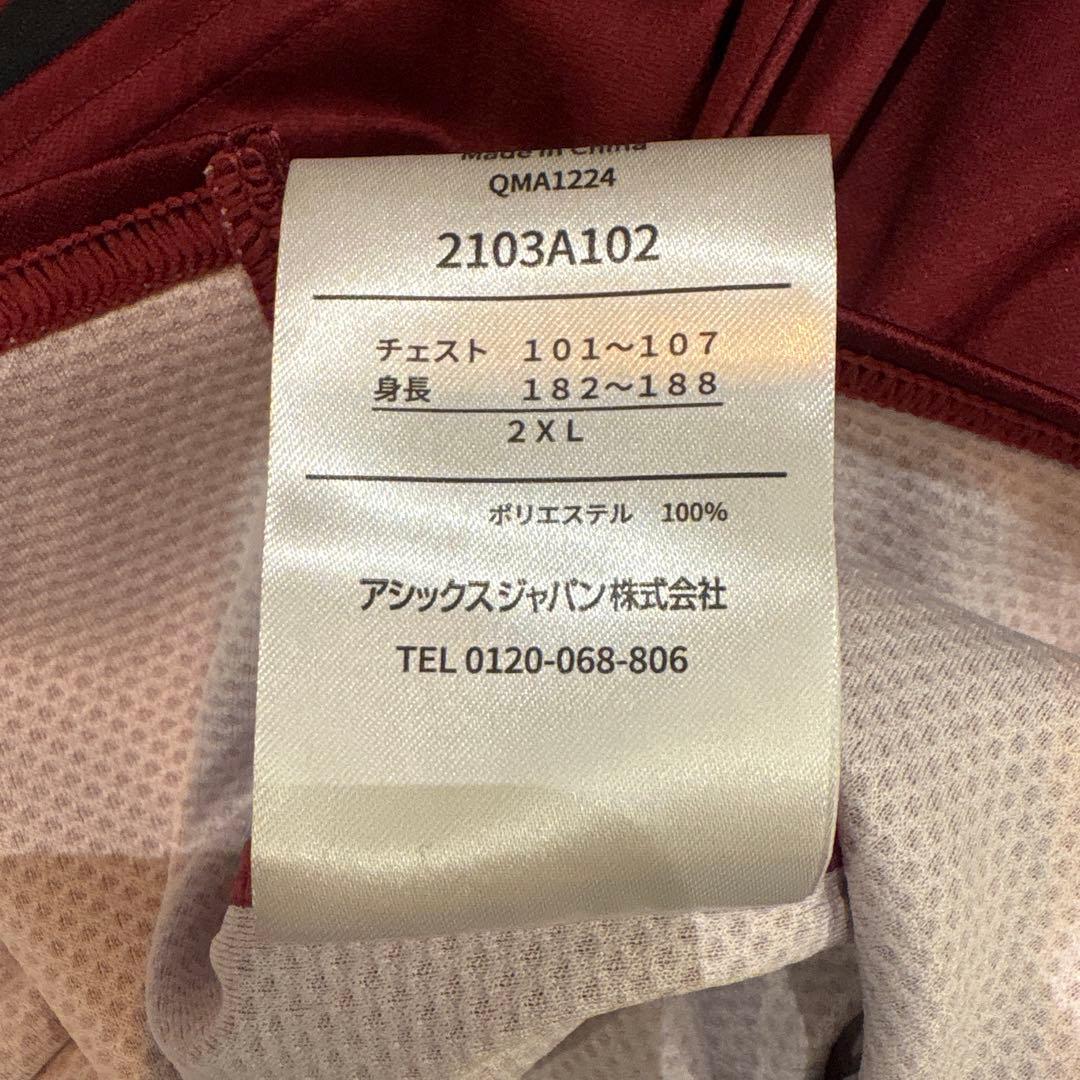 Made in China
QMA1224
2103A102
チェスト 101～107
身長 182～188
2XL
ポリエステル 100%
アシックスジャパン株式会社
TEL 0120-068-806